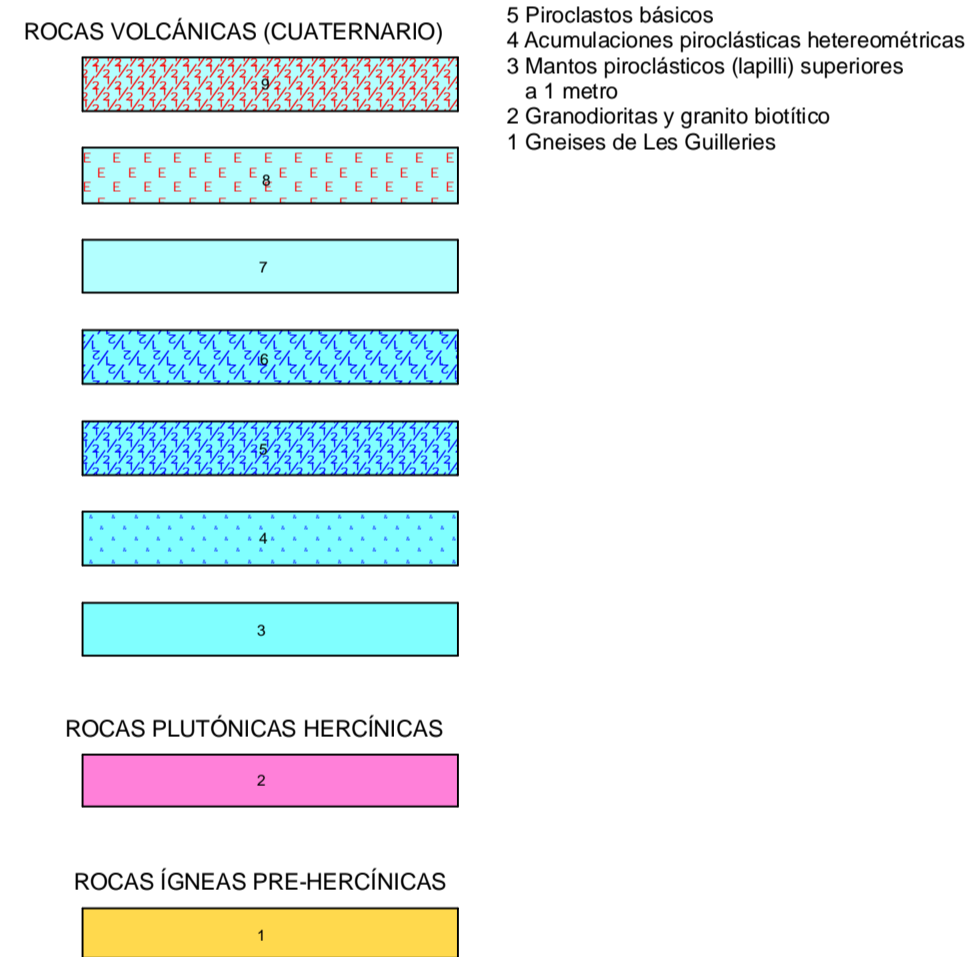 ROCAS VOLCÁNICAS (CUATERNARIO)
9
8
7
6
5
4
3
ROCAS PLUTÓNICAS HERCÍNICAS
2
ROCAS ÍGNEAS PRE-HERCÍNICAS
1
5 Piroclastos básicos
4 Acumulaciones piroclásticas hetereométricas
3 Mantos piroclásticos (lapilli) superiores
a 1 metro
2 Granodioritas y granito biotítico
1 Gneises de Les Guilleries